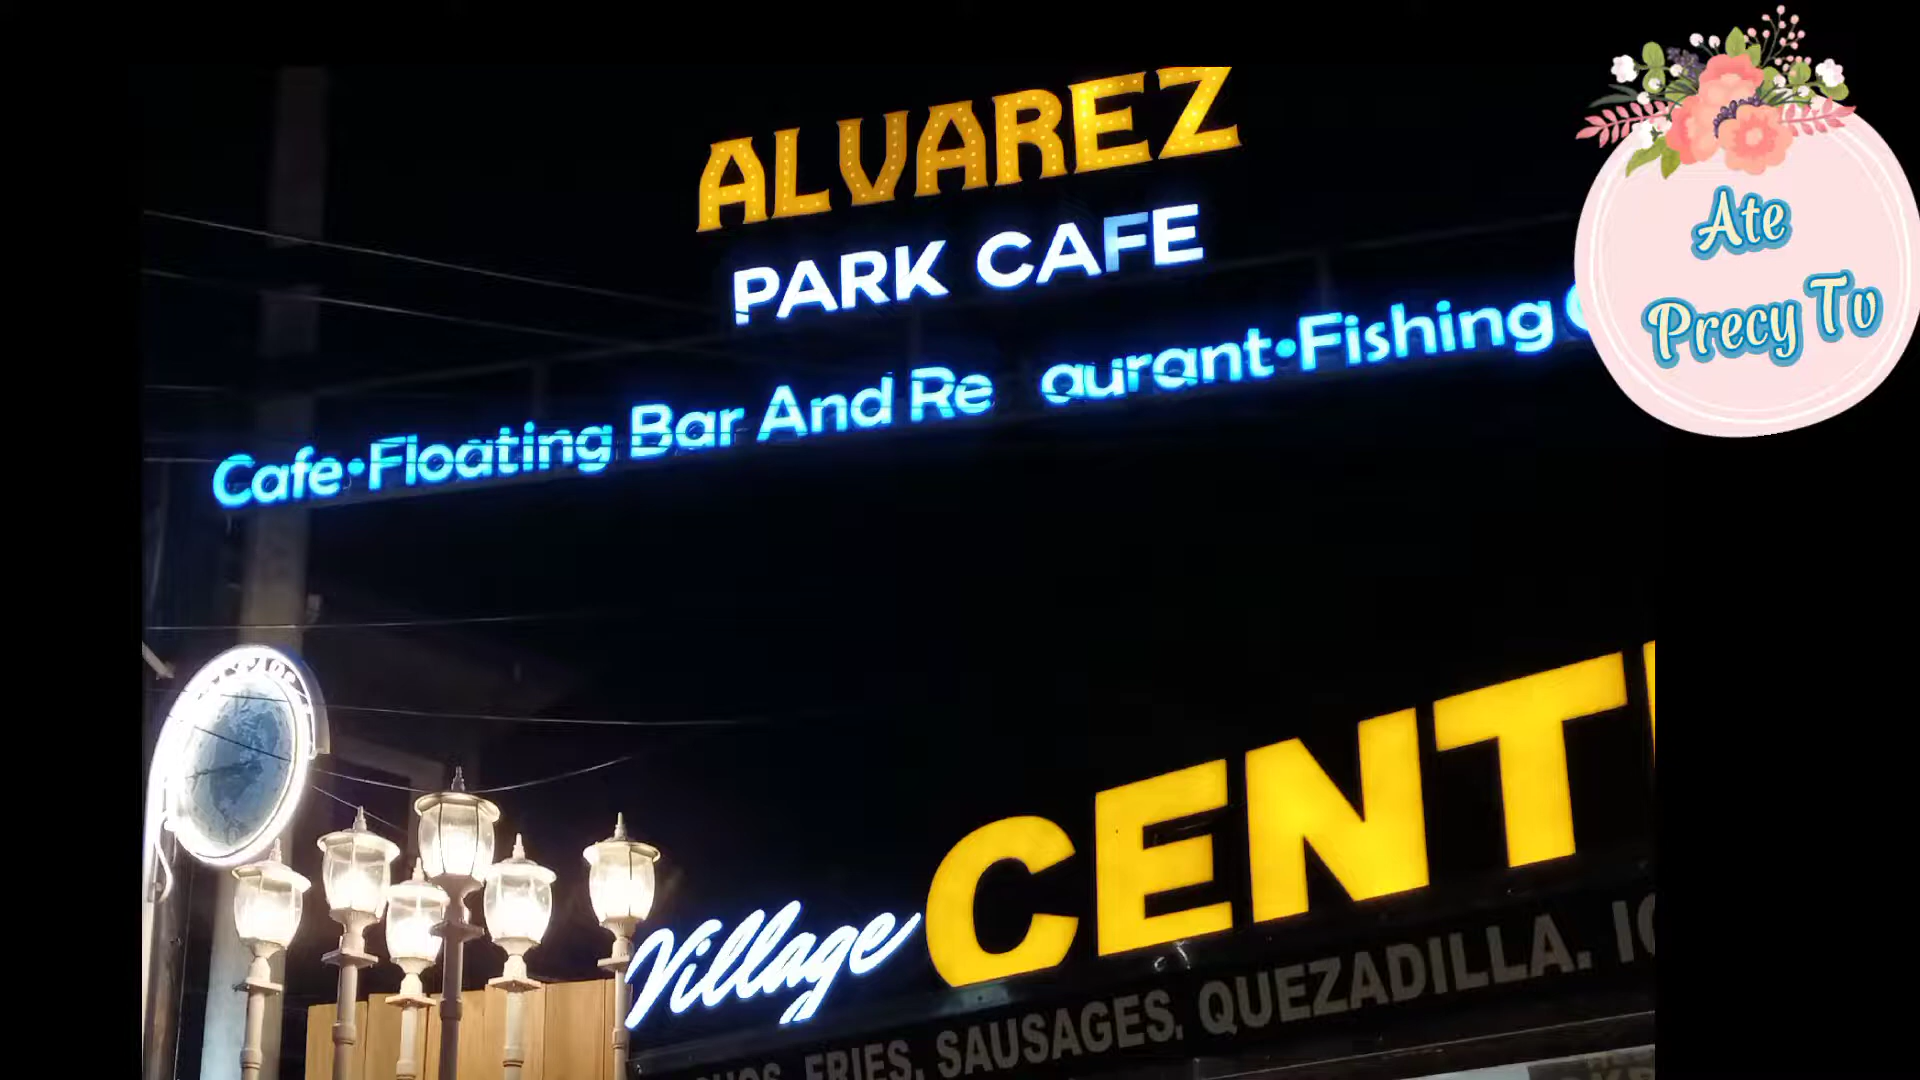 ALVAREZ
PARK CAFE
Cafe•Floating Bar And Re aurant•Fishing
Ate
Precy Tv
Village CENT
FRIES, SAUSAGES, QUEZADILLA,